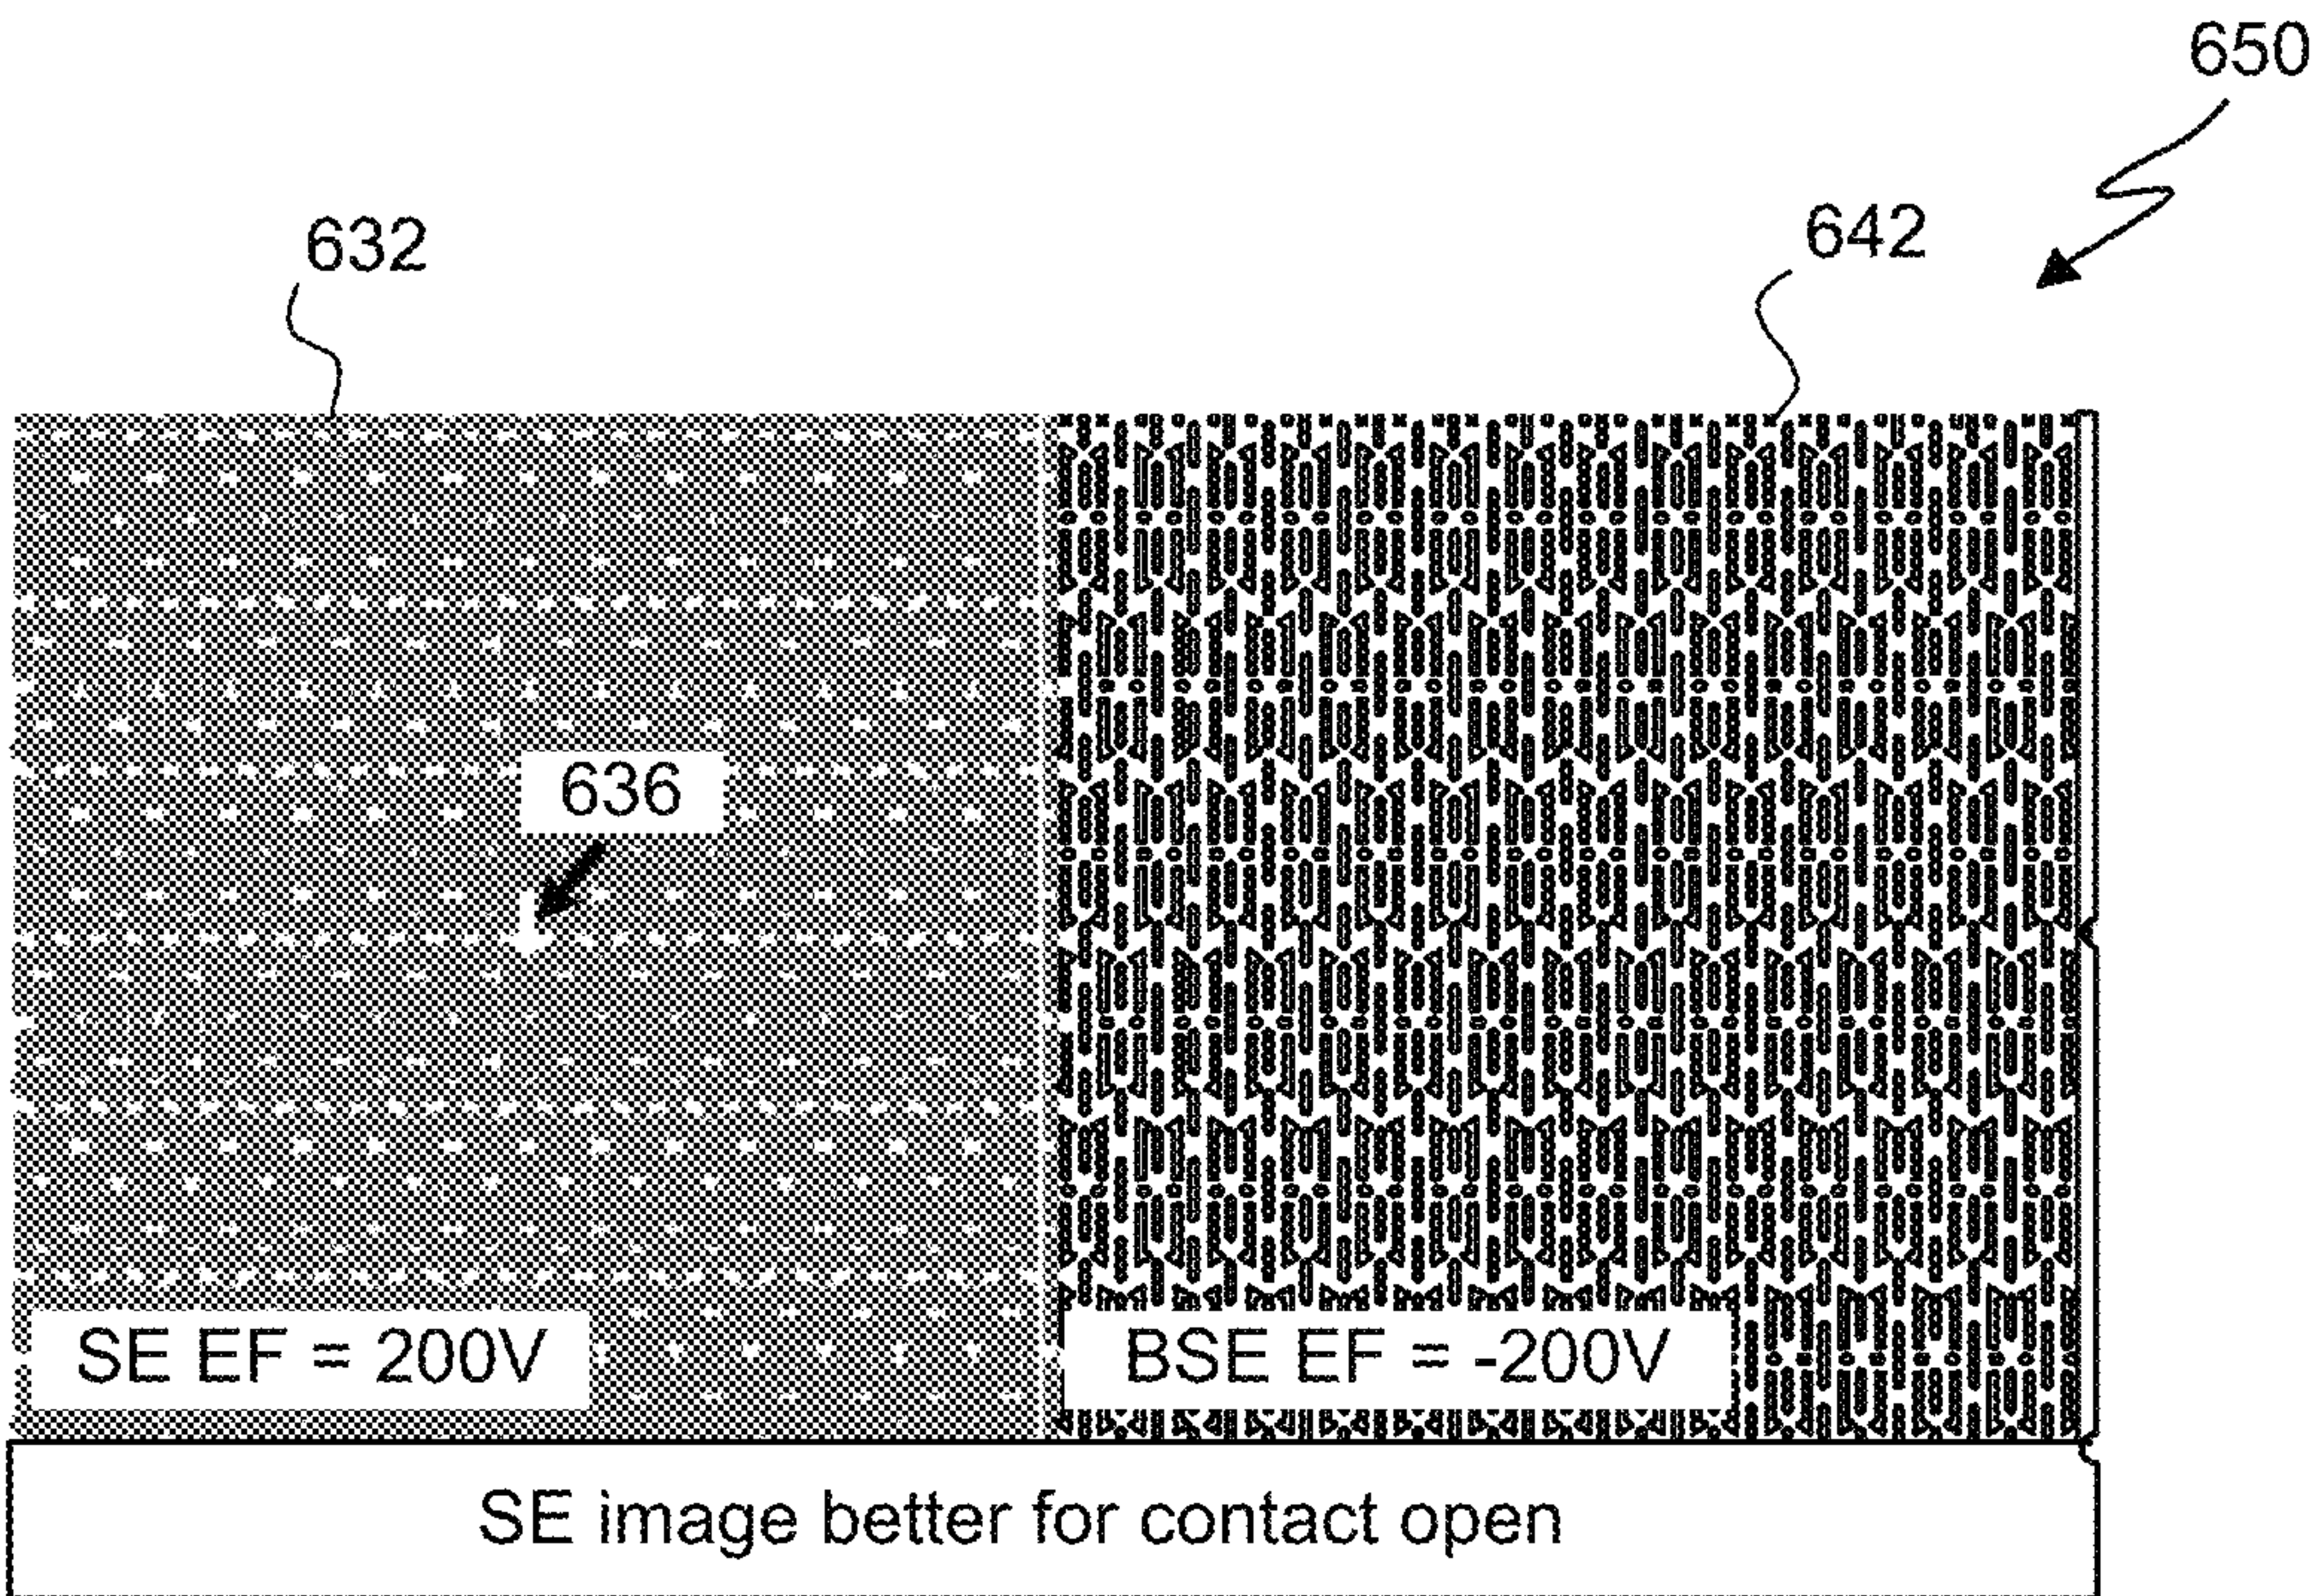 650
632
642
636
SE EF = 200V
BSE EF = -200V
SE image better for contact open